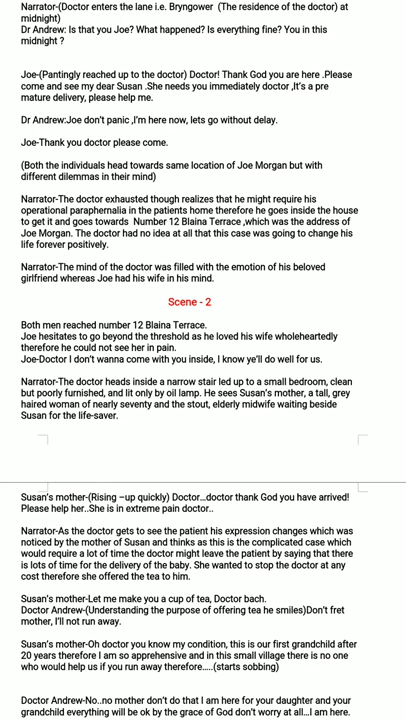 Narrator-(Doctor enters the lane i.e. Bryngower  (The residence of the doctor) at
midnight)
Dr Andrew: Is that you Joe? What happened? Is everything fine? You in this
midnight ?
Joe-(Pantingly reached up to the doctor) Doctor! Thank God you are here .Please
come and see my dear Susan .She needs you immediately doctor ,It's a pre
mature delivery, please help me.
Dr Andrew:Joe don't panic ,I'm here now, lets go without delay.
Joe-Thank you doctor please come.
(Both the individuals head towards same location of Joe Morgan but with
different dilemmas in their mind)
Narrator-The doctor exhausted though realizes that he might require his
operational paraphernalia in the patients home therefore he goes inside the house
to get it and goes towards  Number 12 Blaina Terrace ,which was the address of
Joe Morgan. The doctor had no idea at all that this case was going to change his
life forever positively.
Narrator-The mind of the doctor was filled with the emotion of his beloved
girlfriend whereas Joe had his wife in his mind.
Scene - 2
Both men reached number 12 Blaina Terrace.
Joe hesitates to go beyond the threshold as he loved his wife wholeheartedly
therefore he could not see her in pain.
Joe-Doctor I don't wanna come with you inside, I know ye'll do well for us.
Narrator-The doctor heads inside a narrow stair led up to a small bedroom, clean
but poorly furnished, and lit only by oil lamp. He sees Susan's mother, a tall, grey
haired woman of nearly seventy and the stout, elderly midwife waiting beside
Susan for the life-saver.
Susan's mother-(Rising –up quickly) Doctor...doctor thank God you have arrived!
Please help her..She is in extreme pain doctor..
Narrator-As the doctor gets to see the patient his expression changes which was
noticed by the mother of Susan and thinks as this is the complicated case which
would require a lot of time the doctor might leave the patient by saying that there
is lots of time for the delivery of the baby. She wanted to stop the doctor at any
cost therefore she offered the tea to him.
Susan's mother-Let me make you a cup of tea, Doctor bach.
Doctor Andrew-(Understanding the purpose of offering tea he smiles)Don't fret
mother, I'll not run away.
Susan's mother-Oh doctor you know my condition, this is our first grandchild after
20 years therefore I am so apprehensive and in this small village there is no one
who would help us if you run away therefore.....(starts sobbing)
Doctor Andrew-No..no mother don't do that I am here for your daughter and your
grandchild everything will be ok by the grace of God don't worry at all...I am here.